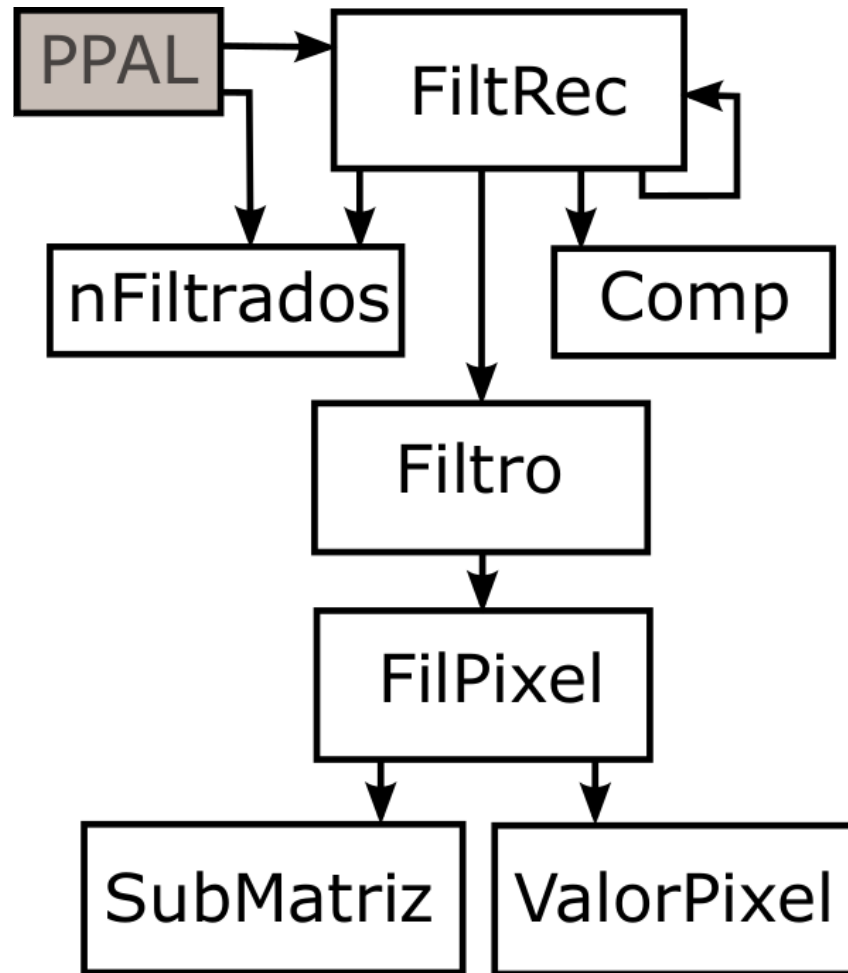 PPAL
FiltRec
nFiltrados
Comp
Filtro
FilPixel
SubMatriz
ValorPixel